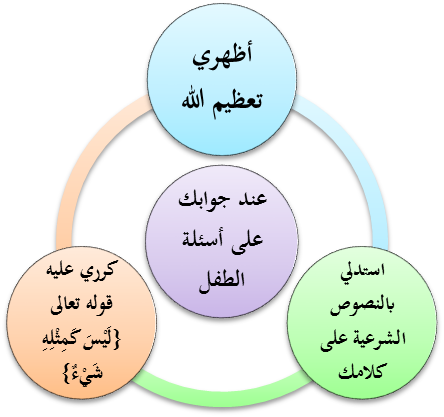 أظهري
تعظيم الله
عند جوابك
على أسئلة
الطفل
استدلي
بالنصوص
الشرعية على
كلامك
كرري عليه
قوله تعالى
{لَيْسَ كَمِثْلِهِ
شَيْءٌ}